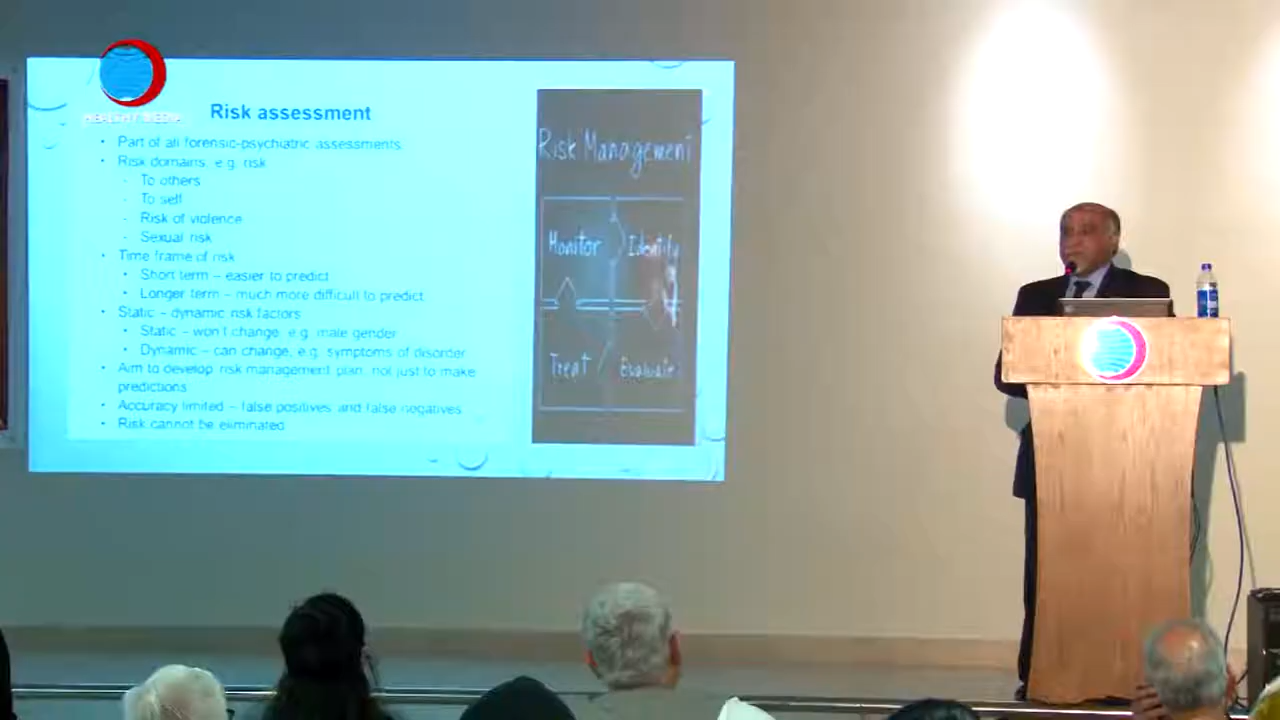 HEALTHY MEDIA
Risk assessment
• Part of all forensic-psychiatric assessments
• Risk domains, e.g. risk
- To others
- To self
- Risk of violence
- Sexual risk
• Time frame of risk
• Short term – easier to predict
• Longer term – much more difficult to predict
• Static – dynamic risk factors
• Static – won't change, e.g. male gender
• Dynamic – can change, e.g. symptoms of disorder
• Aim to develop risk management plan, not just to make
predictions
• Accuracy limited – false positives and false negatives
• Risk cannot be eliminated
Risk Management
Monitor
Identify
Treat
Evaluate